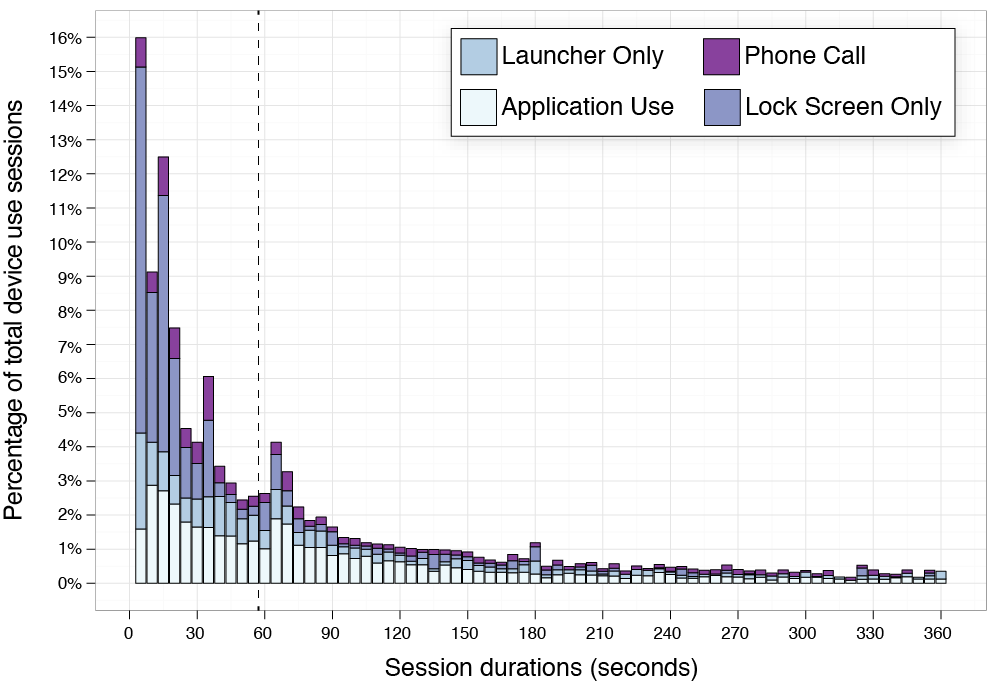 Launcher Only
Phone Call
Application Use
Lock Screen Only
Percentage of total device use sessions
16%
15%
14%
13%
12%
11%
10%
9%
8%
7%
6%
5%
4%
3%
2%
1%
0%
0 30 60 90 120 150 180 210 240 270 300 330 360
Session durations (seconds)